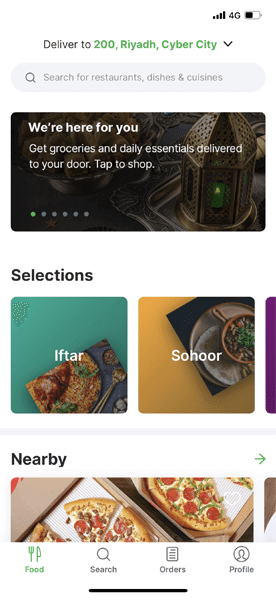 4G
Deliver to 200, Riyadh, Cyber City
Search for restaurants, dishes & cuisines
We're here for you
Get groceries and daily essentials delivered
to your door. Tap to shop.
Selections
Iftar
Sohoor
Nearby
Food
Search
Orders
Profile